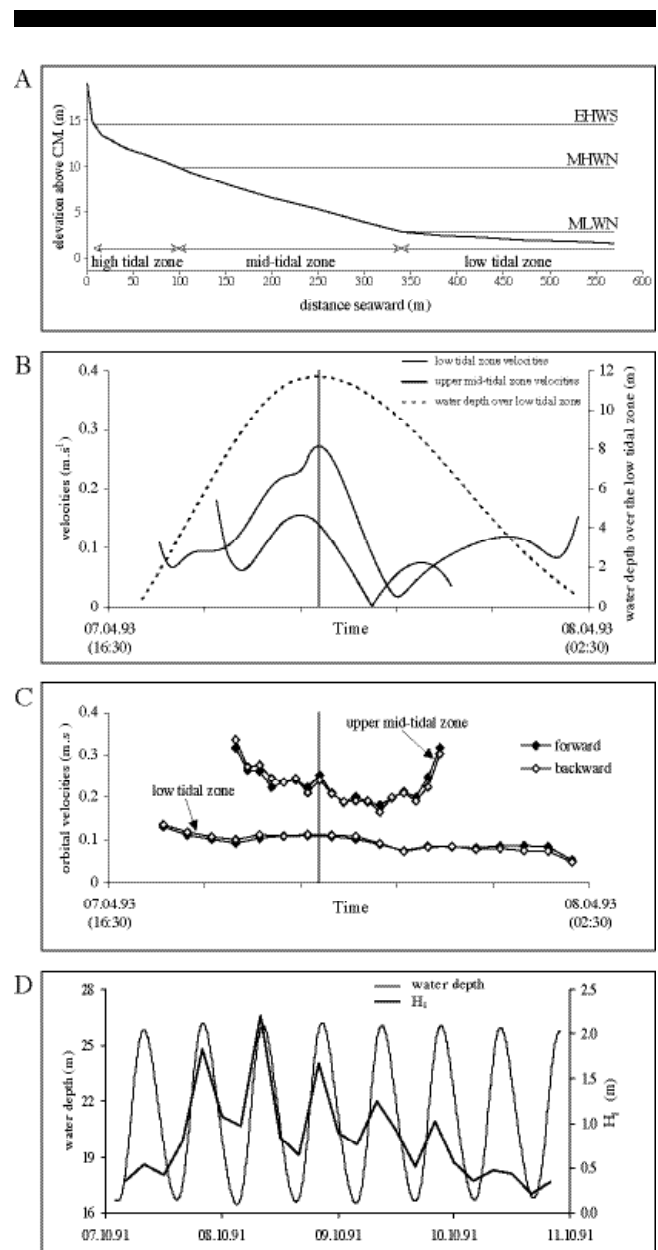 A
elevation above C.M. (m)
15
10
5
0
EHWS
MHWN
MLWN
high tidal zone
mid-tidal zone
low tidal zone
0 50 100 150 200 250 300 350 400 450 500 550 600
distance seaward (m)
B
velocities (m.s¹)
0.4
0.3
0.2
0.1
0
low tidal zone velocities
upper mid-tidal zone velocities
water depth over low tidal zone
12
10
8
6
4
2
0
water depth over the low tidal zone (m)
07.04.93
(16:30)
Time
08.04.93
(02:30)
C
orbital velocities (m.s)
0.4
0.3
0.2
0.1
0
upper mid-tidal zone
low tidal zone
forward
backward
07.04.93
(16:30)
Time
08.04.93
(02:30)
D
water depth (m)
28
25
22
19
16
water depth
Hₛ
2.5
2.0
1.5
1.0
0.5
0.0
Hₛ (m)
07.10.91 08.10.91 09.10.91 10.10.91 11.10.91